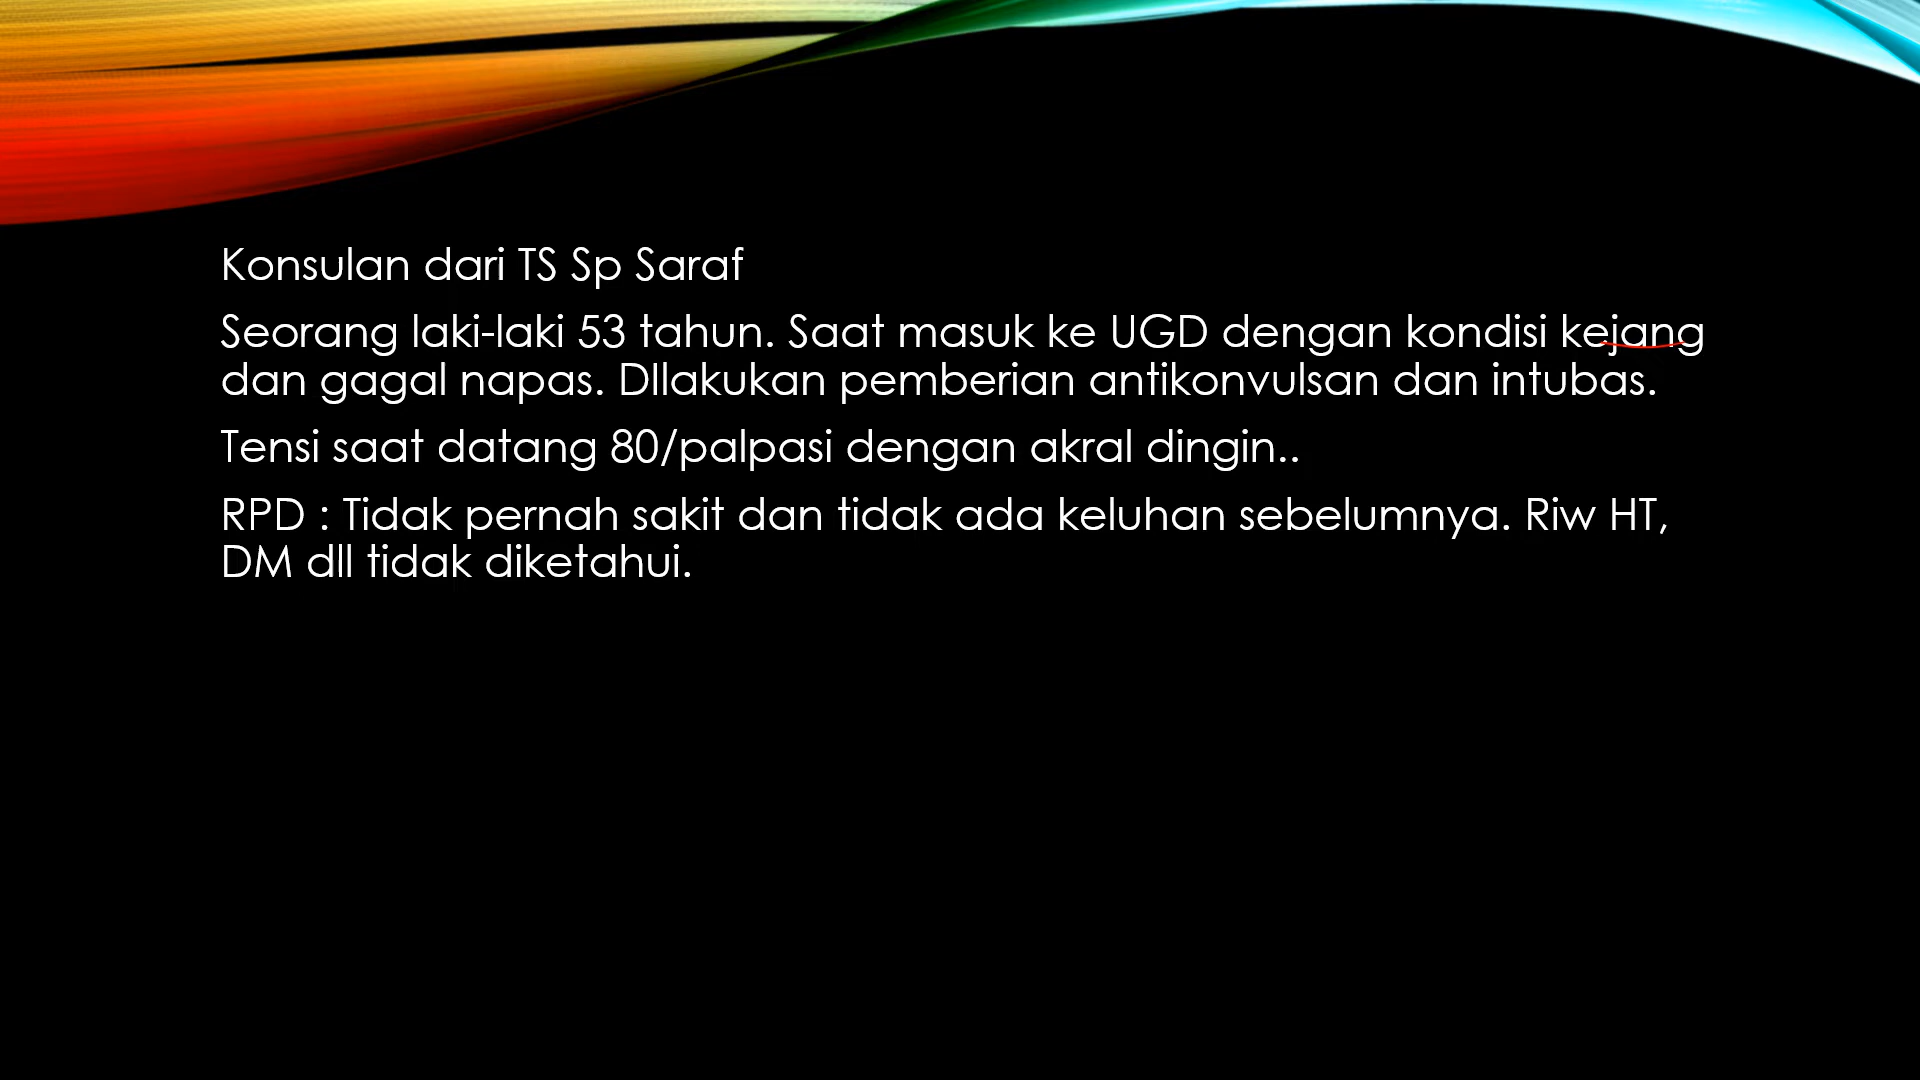 Konsulan dari TS Sp Saraf
Seorang laki-laki 53 tahun. Saat masuk ke UGD dengan kondisi kejang
dan gagal napas. DIlakukan pemberian antikonvulsan dan intubas.
Tensi saat datang 80/palpasi dengan akral dingin..
RPD : Tidak pernah sakit dan tidak ada keluhan sebelumnya. Riw HT,
DM dll tidak diketahui.